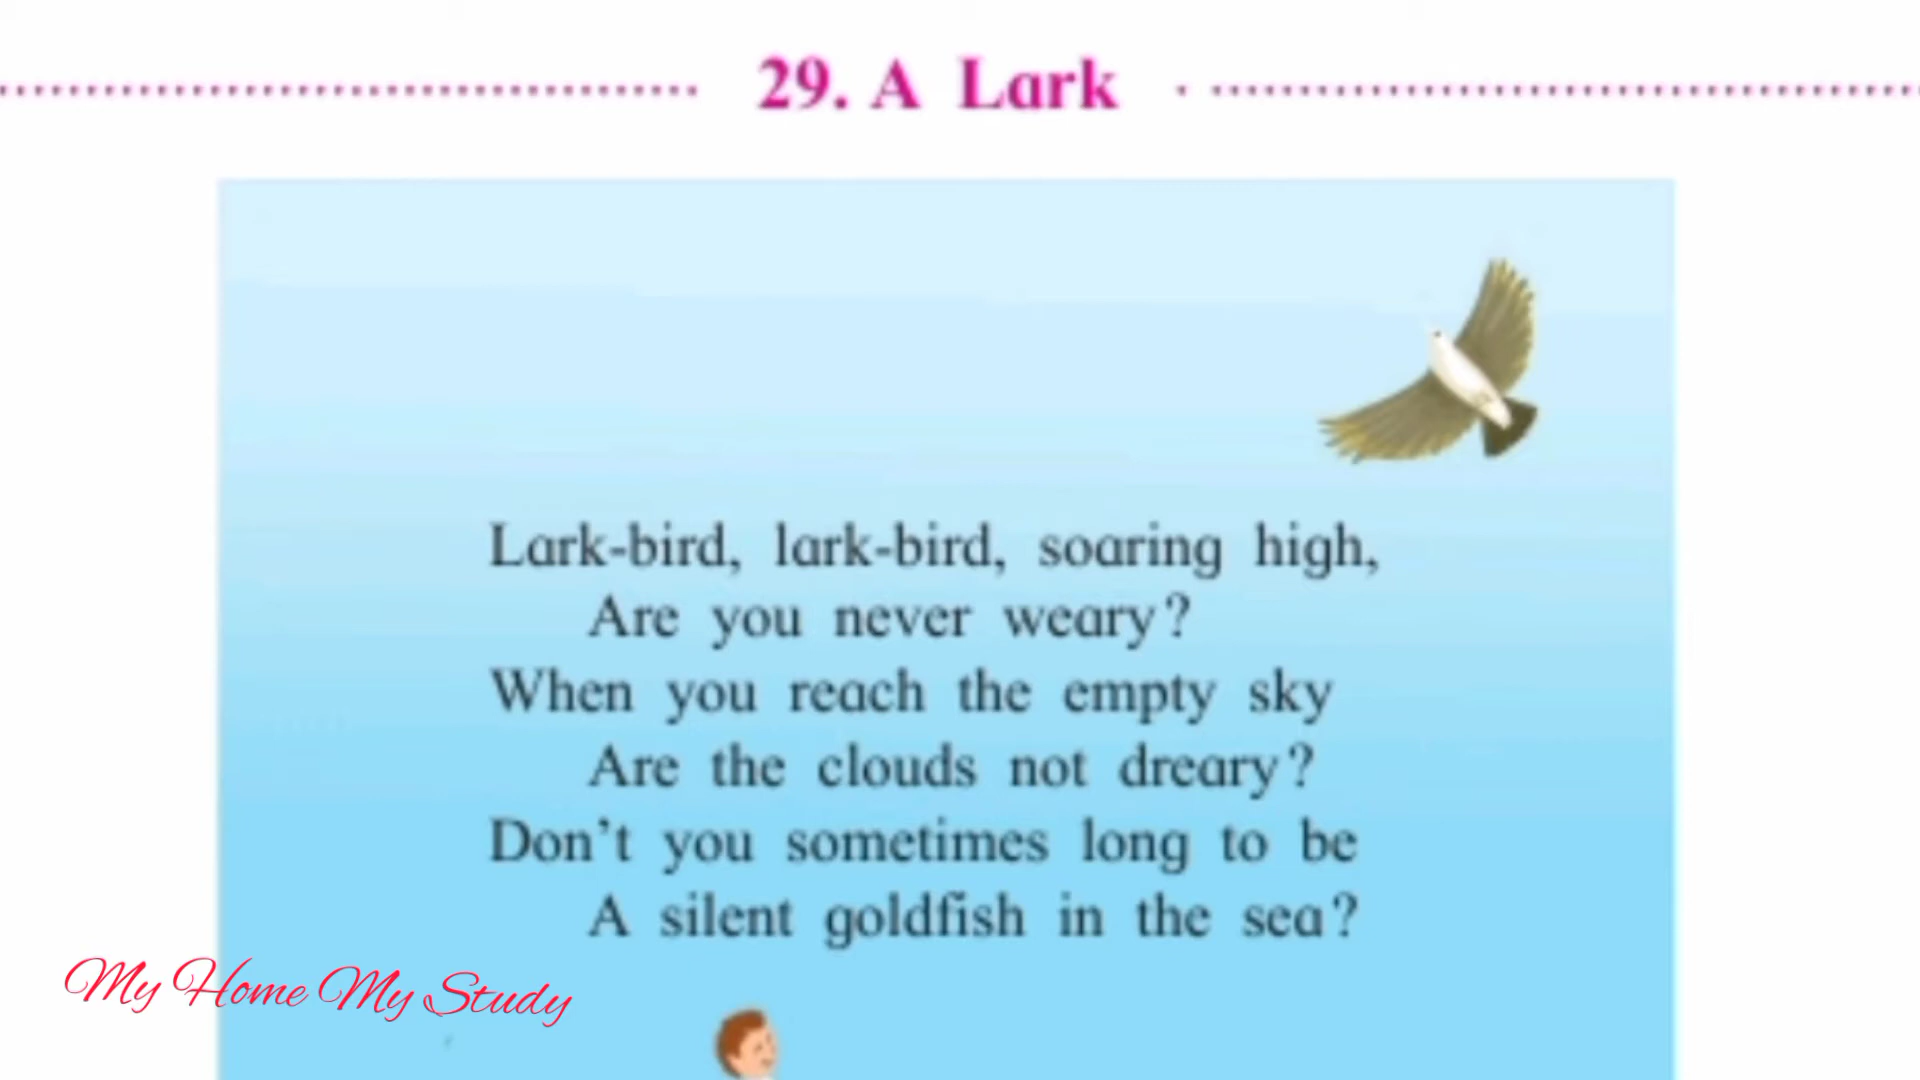 29. A Lark
Lark-bird, lark-bird, soaring high,
Are you never weary?
When you reach the empty sky
Are the clouds not dreary?
Don't you sometimes long to be
A silent goldfish in the sea?
My Home My Study